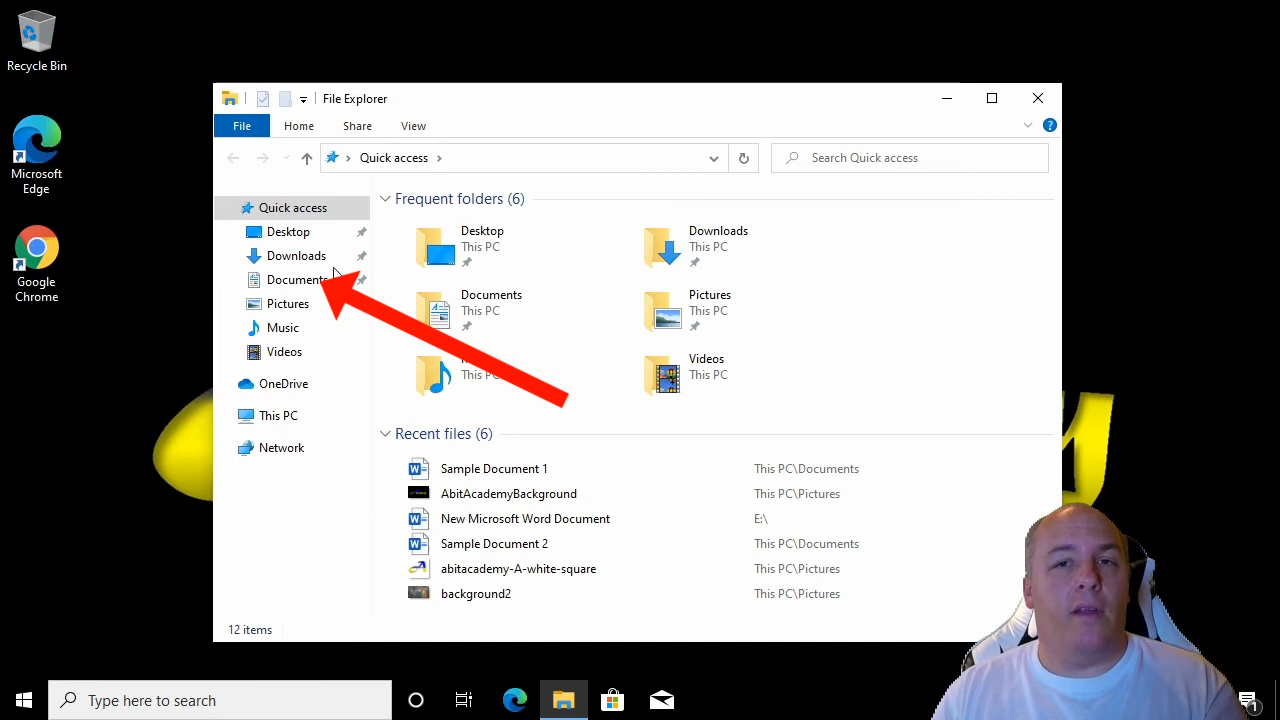 Recycle Bin
Microsoft
Edge
Google
Chrome
File Explorer
File
Home
Share
View
Quick access
Search Quick access
Quick access
Desktop
Downloads
Documents
Pictures
Music
Videos
OneDrive
This PC
Network
Frequent folders (6)
Desktop
This PC
Downloads
This PC
Documents
This PC
Pictures
This PC
This PC
Videos
This PC
Recent files (6)
Sample Document 1 This PC\Documents
AbitAcademyBackground This PC\Pictures
New Microsoft Word Document E:\
Sample Document 2 This PC\Documents
abitacademy-A-white-square This PC\Pictures
background2 This PC\Pictures
12 items
Type here to search
1